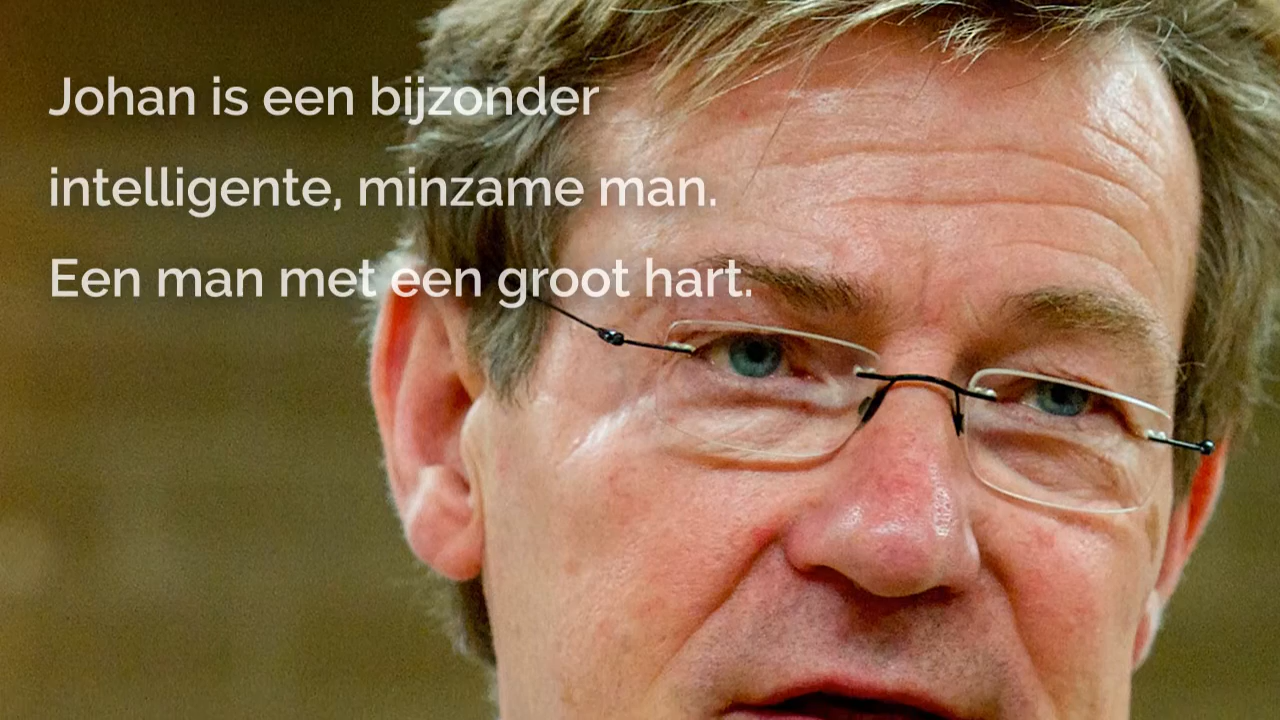 Johan is een bijzonder
intelligente, minzame man.
Een man met een groot hart.